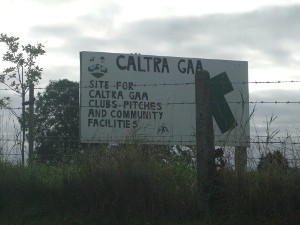 CALTRA GAA
SITE FOR
CALTRA GAA
CLUBS PITCHES
AND COMMUNITY
FACILITIES